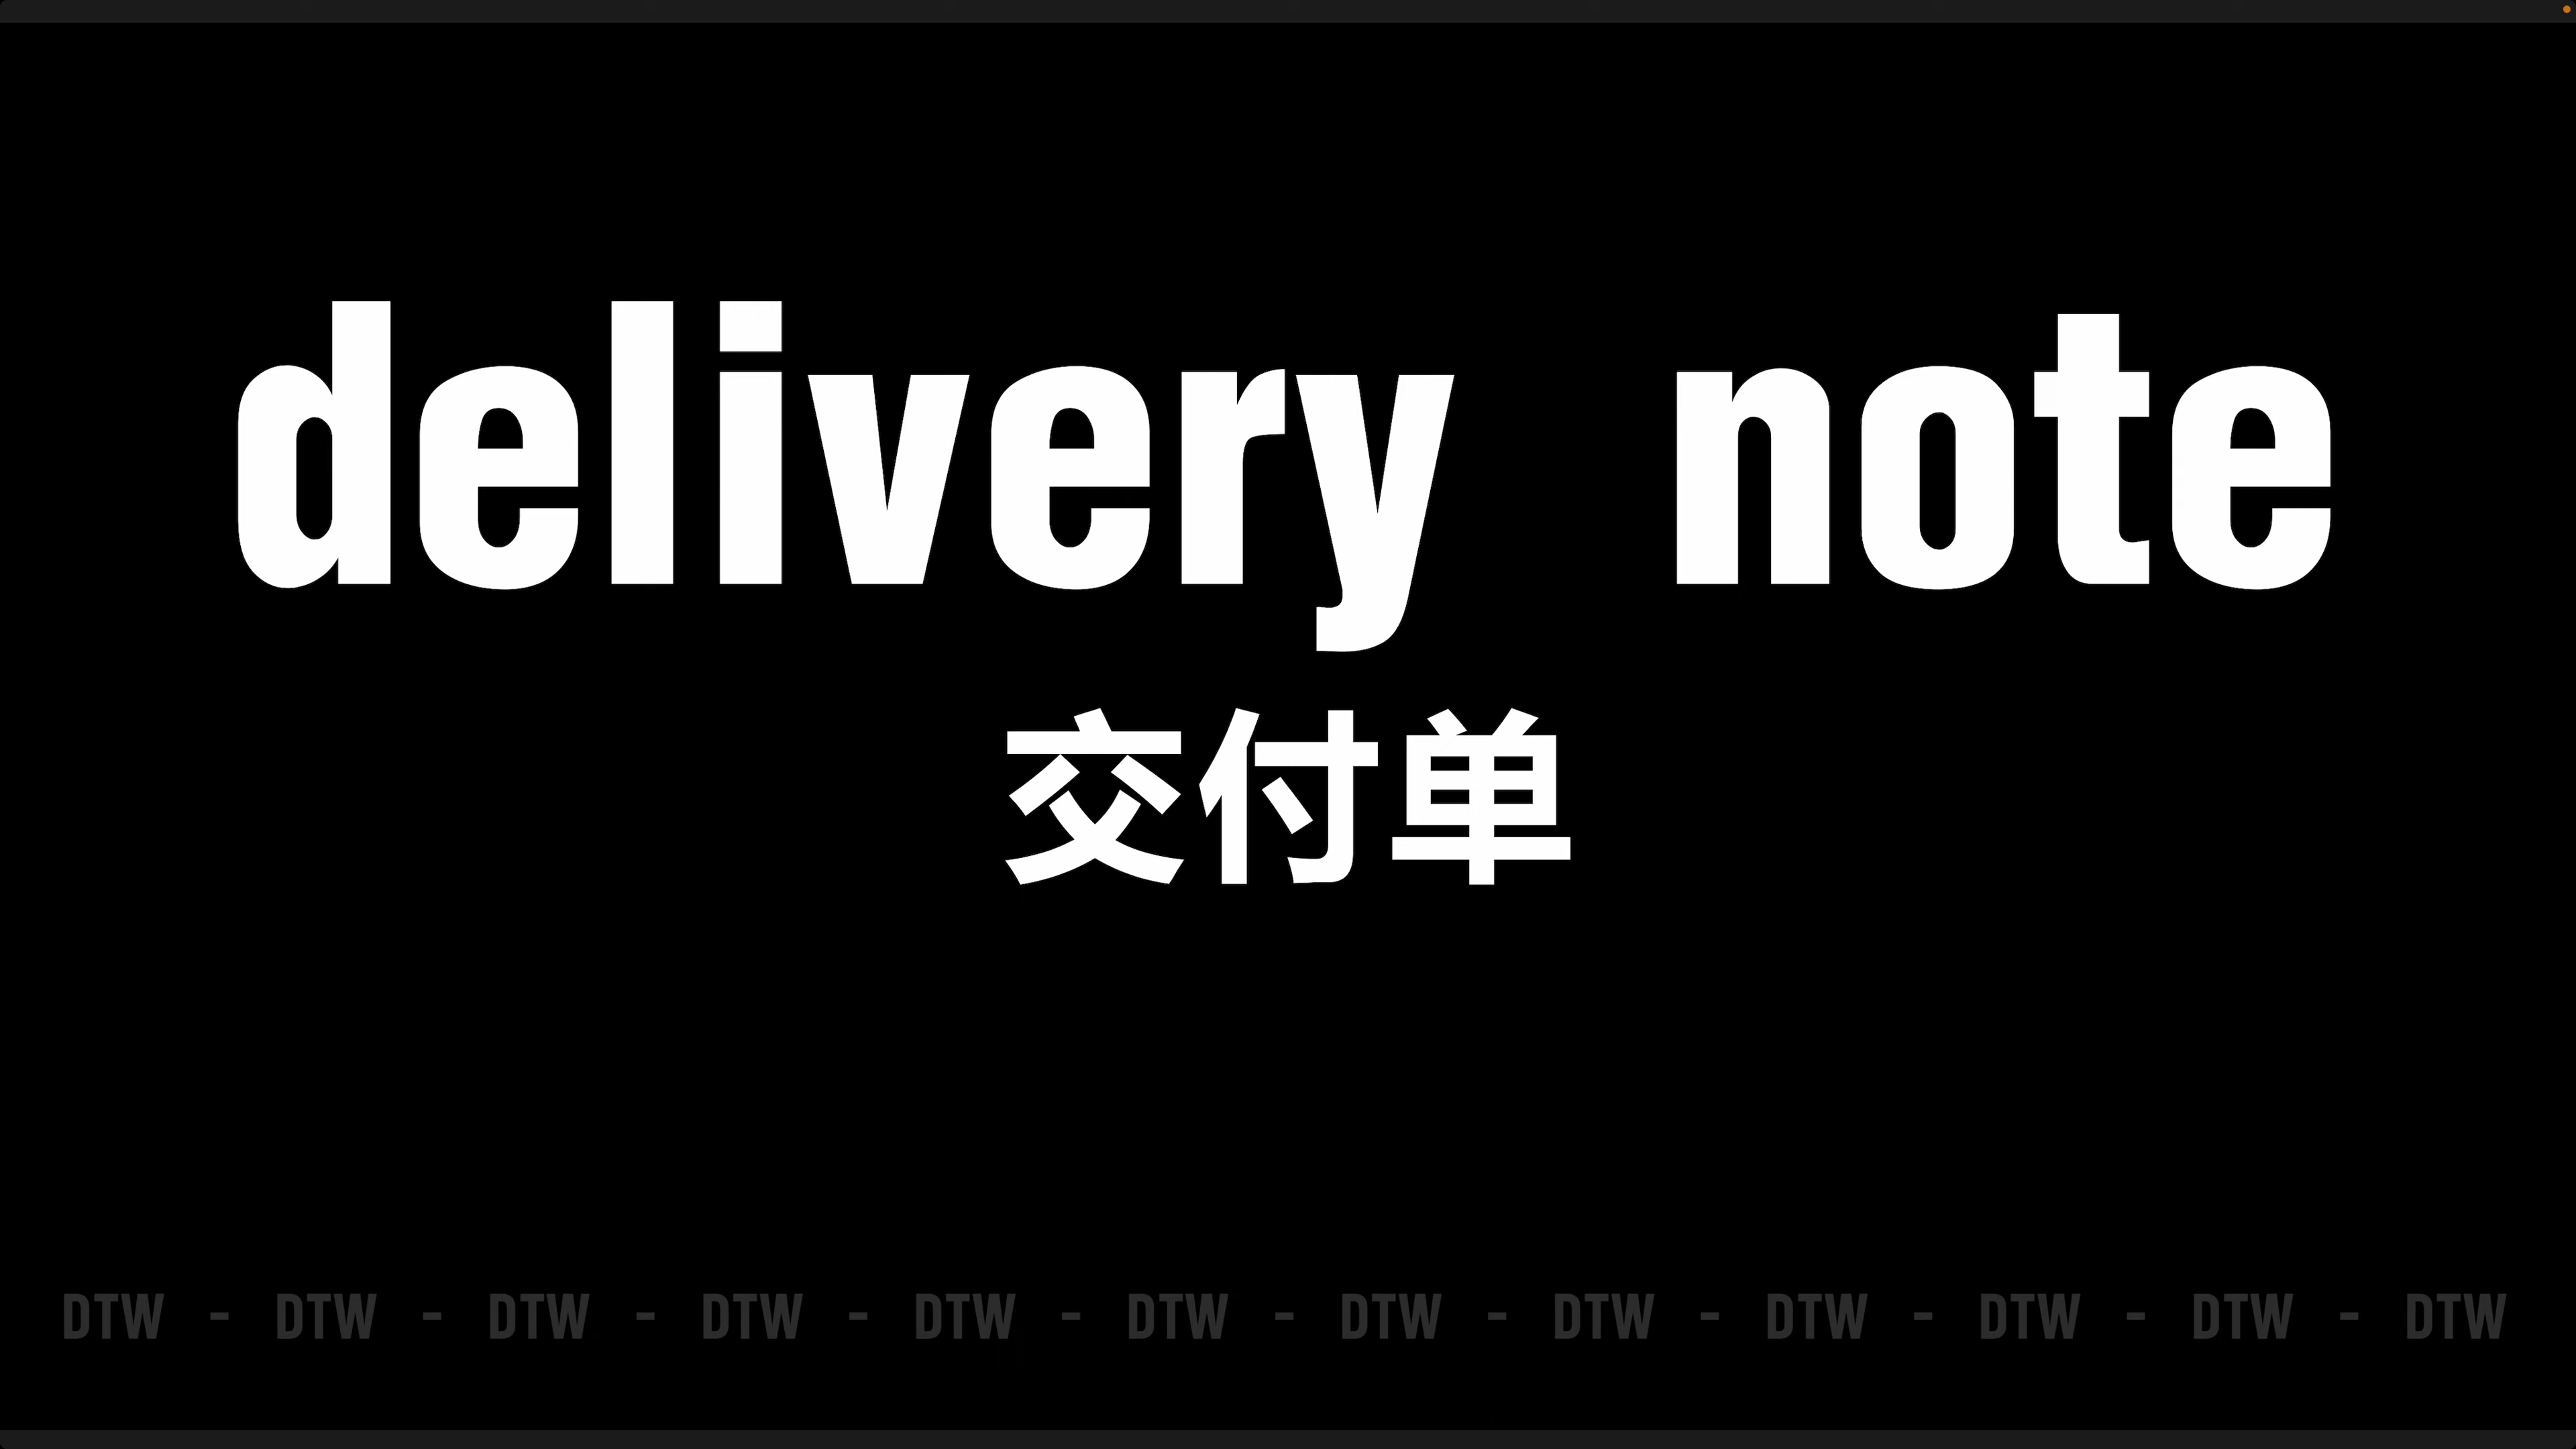 delivery note
交付单
DTW - DTW - DTW - DTW - DTW - DTW - DTW - DTW - DTW - DTW - DTW - DTW